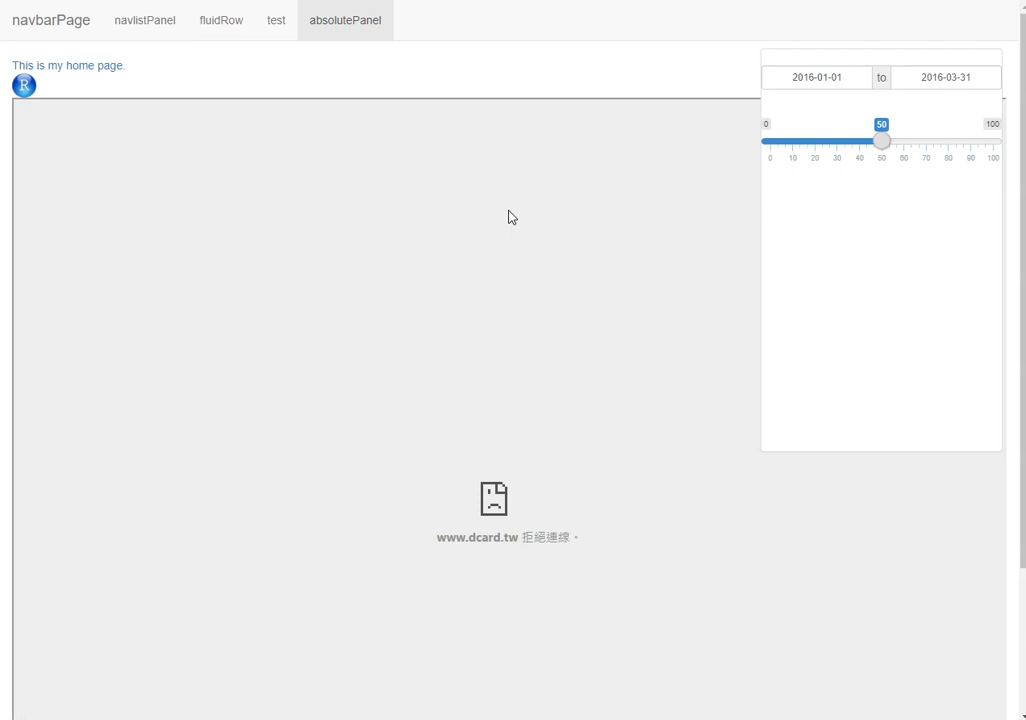 navbarPage navlistPanel fluidRow test absolutePanel
This is my home page.
R
2016-01-01 to 2016-03-31
0 50 100
0 10 20 30 40 50 60 70 80 90 100
www.dcard.tw 拒絕連線。